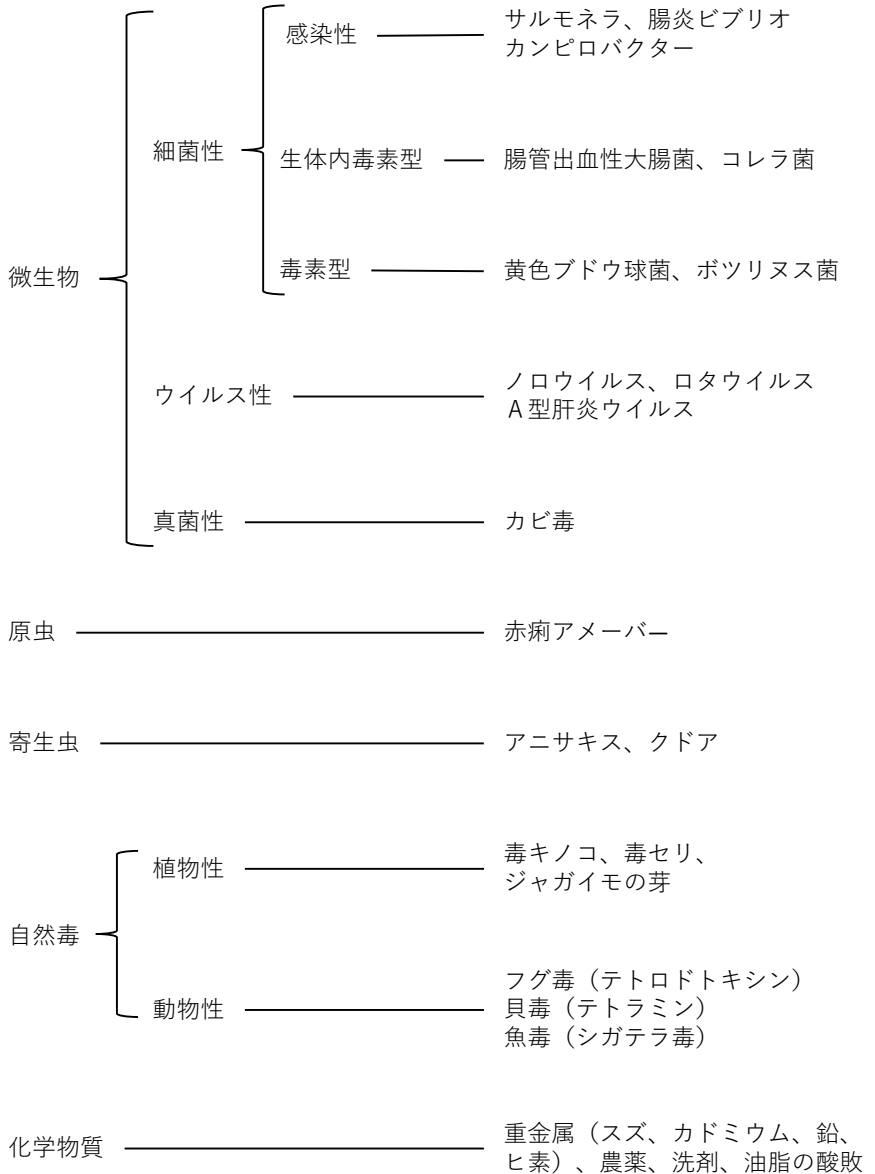 感染性
サルモネラ、腸炎ビブリオ
カンピロバクター
細菌性
生体内毒素型
腸管出血性大腸菌、コレラ菌
微生物
毒素型
黄色ブドウ球菌、ボツリヌス菌
ウイルス性
ノロウイルス、ロタウイルス
A型肝炎ウイルス
真菌性
カビ毒
原虫
赤痢アメーバー
寄生虫
アニサキス、クドア
植物性
毒キノコ、毒セリ、
ジャガイモの芽
自然毒
動物性
フグ毒（テトロドトキシン）
貝毒（テトラミン）
魚毒（シガテラ毒）
化学物質
重金属（スズ、カドミウム、鉛、
ヒ素）、農薬、洗剤、油脂の酸敗